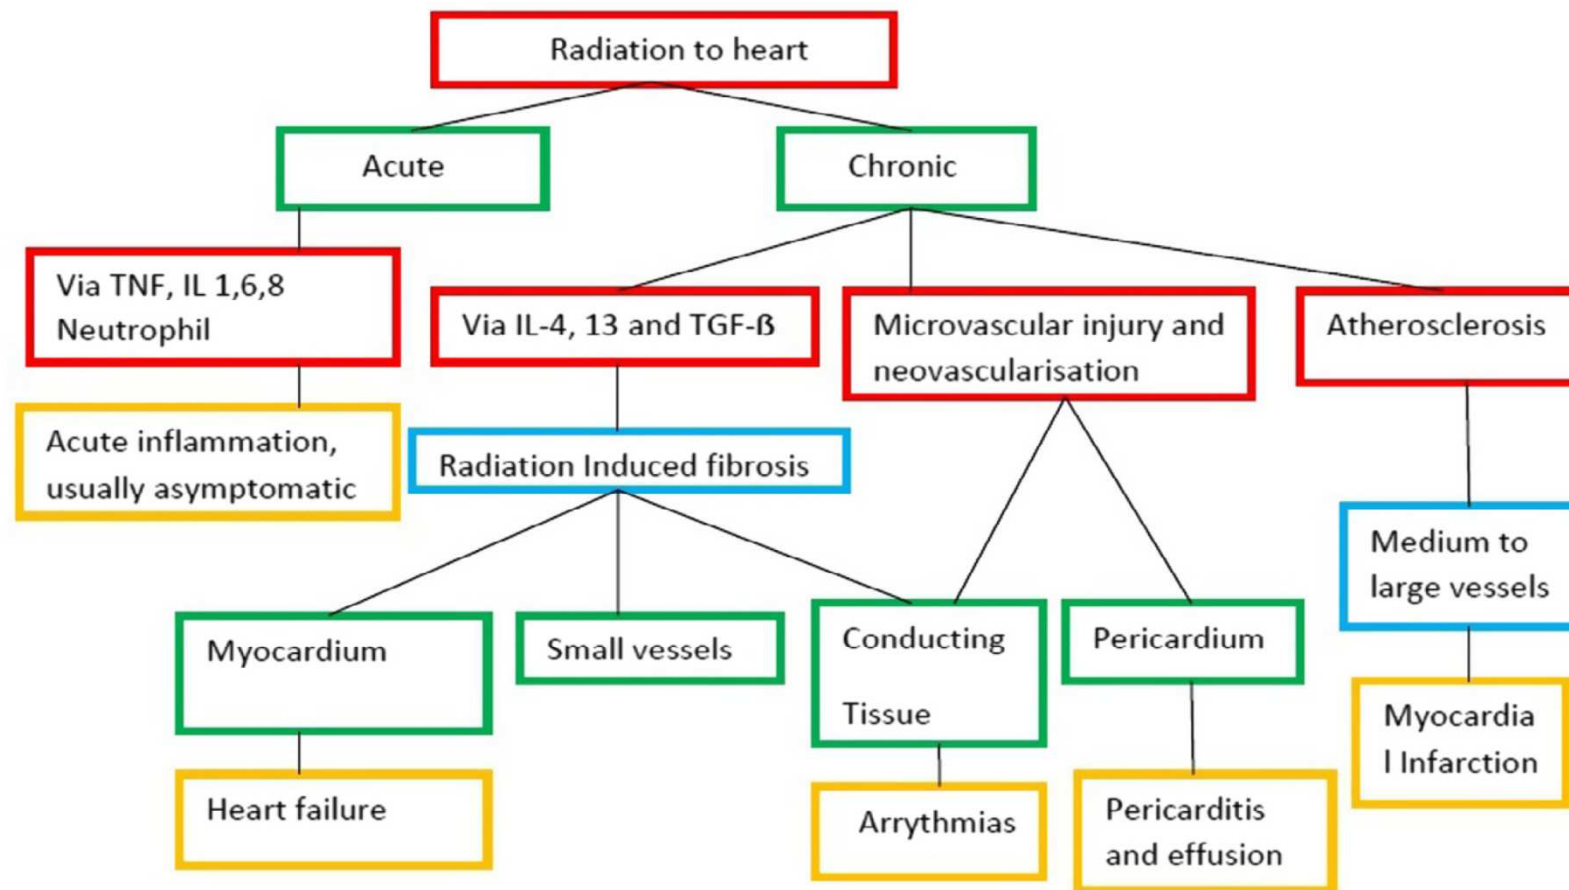 Radiation to heart
Acute
Chronic
Via TNF, IL 1,6,8
Neutrophil
Via IL-4, 13 and TGF-ß
Microvascular injury and
neovascularisation
Atherosclerosis
Acute inflammation,
usually asymptomatic
Radiation Induced fibrosis
Medium to
large vessels
Myocardium
Small vessels
Conducting
Tissue
Pericardium
Myocardia
l Infarction
Heart failure
Arrythmias
Pericarditis
and effusion